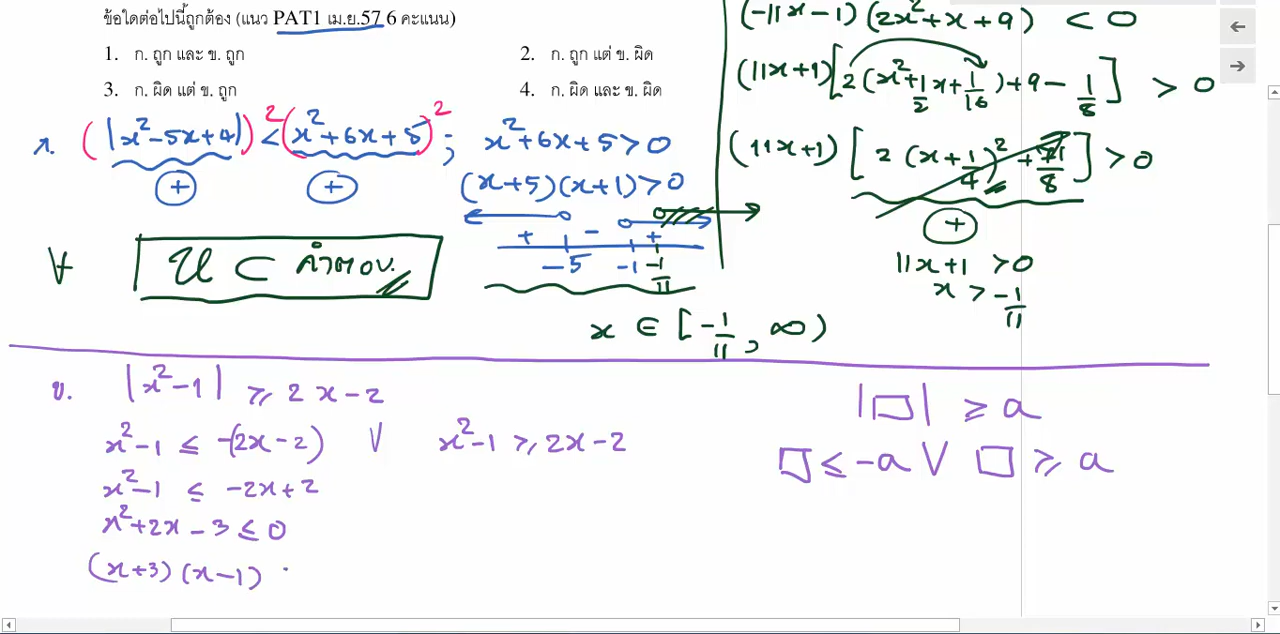 ข้อใดต่อไปนี้ถูกต้อง (แนว PAT1 เม.ย.57 6 คะแนน)
1. ก. ถูก และ ข. ถูก 2. ก. ถูก แต่ ข. ผิด
3. ก. ผิด แต่ ข. ถูก 4. ก. ผิด และ ข. ผิด
ก. (|x²-5x+4|)² < (x²+6x+5)² ; x²+6x+5>0
+ +
(x+5)(x+1)>0
+ - +
-5 -1 -1/11
∀ U ⊂ คำตอบ.
x ∈ [-1/11, ∞)
(-11x-1)(2x²+x+9) < 0
(11x+1)[2(x²+1/2x+1/16)+9-1/8] > 0
(11x+1)[2(x+1/4)²+71/8]>0
+
11x+1 >0
x > -1/11
ข. |x²-1| ≥ 2x-2
x²-1 ≤ -(2x-2) ∨ x²-1 ≥ 2x-2
x²-1 ≤ -2x+2
x²+2x-3 ≤ 0
(x+3)(x-1)
|□| ≥ a
□ ≤ -a ∨ □ ≥ a